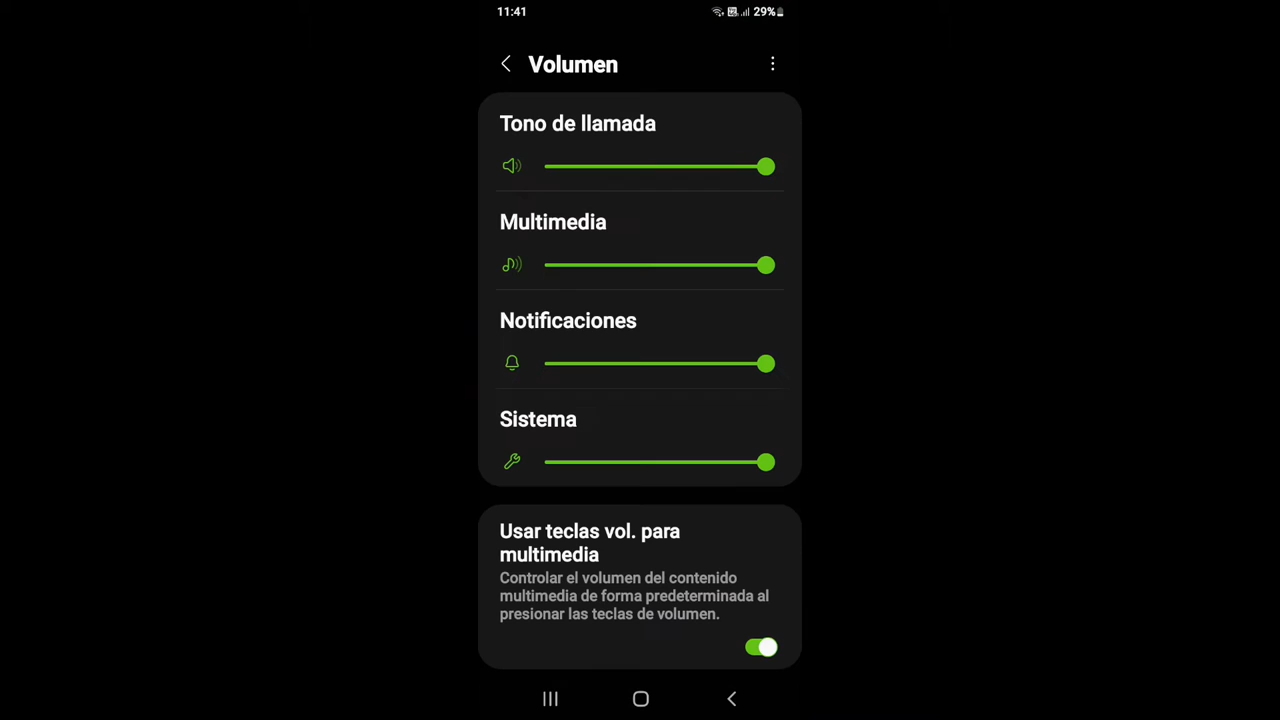 11:41
29%
Volumen
Tono de llamada
Multimedia
Notificaciones
Sistema
Usar teclas vol. para
multimedia
Controlar el volumen del contenido
multimedia de forma predeterminada al
presionar las teclas de volumen.